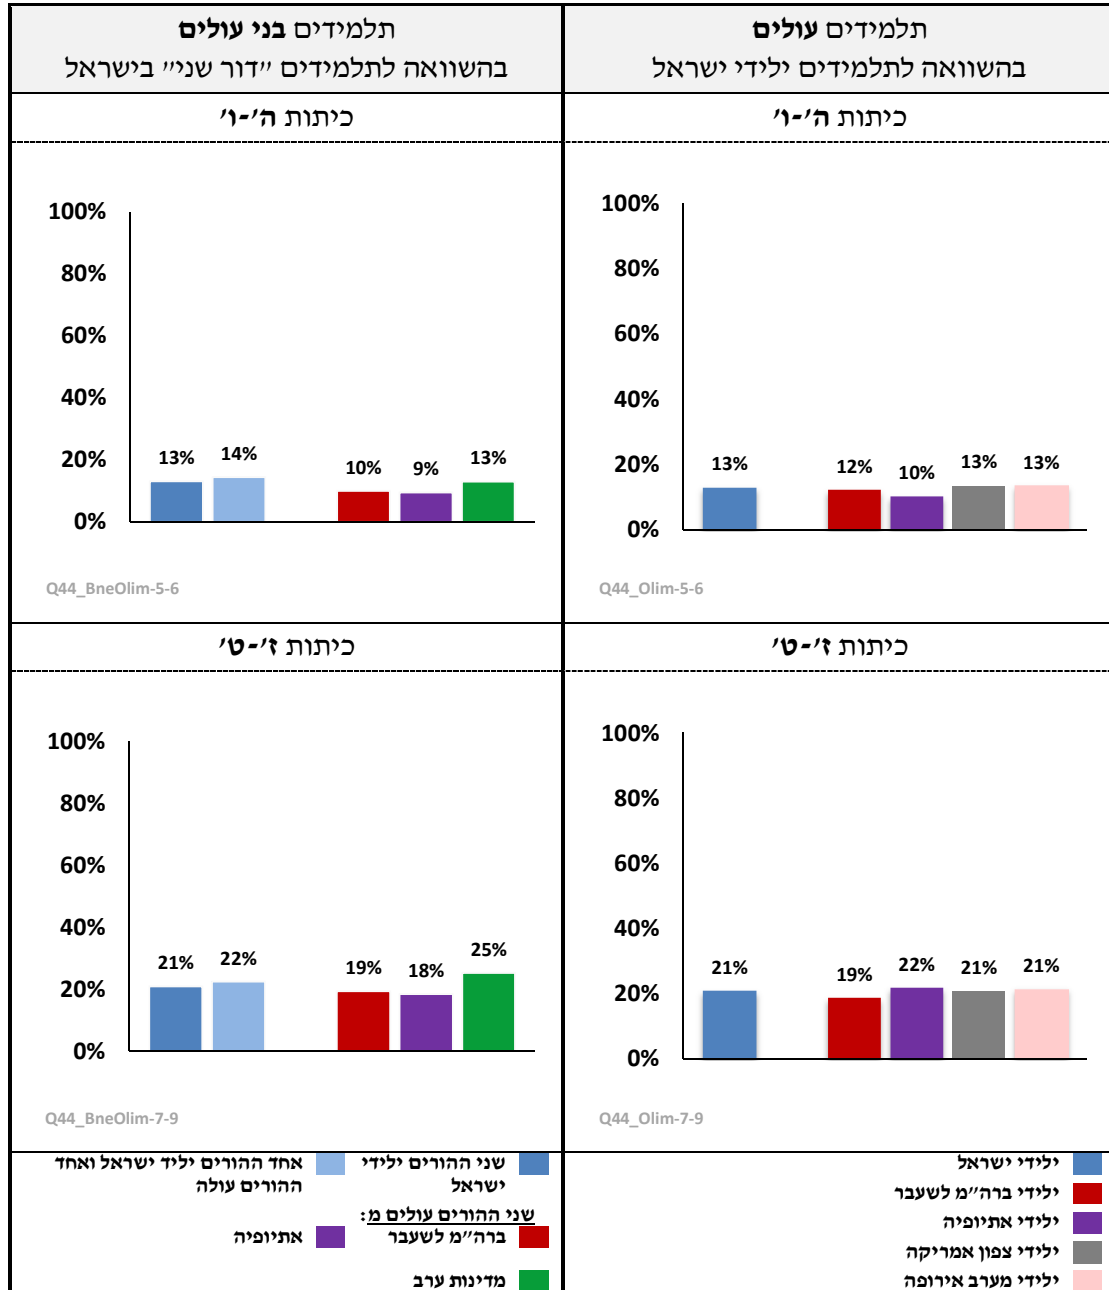 תלמידים עולים
בהשוואה לתלמידים ילידי ישראל
תלמידים בני עולים
בהשוואה לתלמידים "דור שני" בישראל
כיתות ה'-ו'
100%
80%
60%
40%
20%
0%
13%
12%
10%
13%
13%
Q44_Olim-5-6
כיתות ה'-ו'
100%
80%
60%
40%
20%
0%
13%
14%
10%
9%
13%
Q44_BneOlim-5-6
כיתות ז'-ט'
100%
80%
60%
40%
20%
0%
21%
19%
22%
21%
21%
Q44_Olim-7-9
כיתות ז'-ט'
100%
80%
60%
40%
20%
0%
21%
22%
19%
18%
25%
Q44_BneOlim-7-9
ילידי ישראל
ילידי ברה"מ לשעבר
ילידי אתיופיה
ילידי צפון אמריקה
ילידי מערב אירופה
שני ההורים ילידי
ישראל
אחד ההורים יליד ישראל ואחד
ההורים עולה
שני ההורים עולים מ:
ברה"מ לשעבר
אתיופיה
מדינות ערב